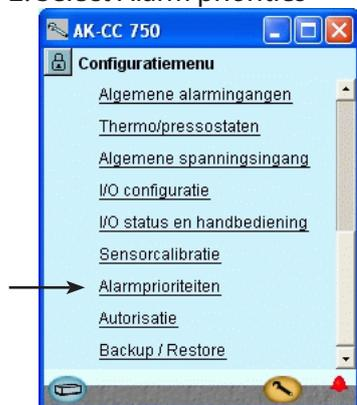 2. Select Alarm priorities
AK-CC 750
Configuratiemenu
Algemene alarmingangen
Thermo/pressostaten
Algemene spanningsingang
I/O configuratie
I/O status en handbediening
Sensorcalibratie
Alarmprioriteiten
Autorisatie
Backup / Restore